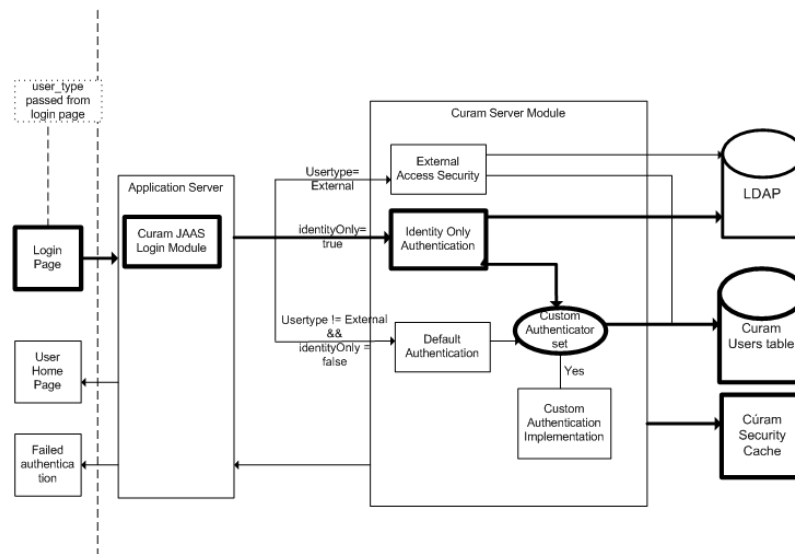 user_type
passed from
login page
Login
Page
User
Home
Page
Failed
authentica
tion
Application Server
Curam JAAS
Login Module
Usertype=
External
identityOnly=
true
Usertype != External
&&
identityOnly =
false
Curam Server Module
External
Access Security
Identity Only
Authentication
Default
Authentication
Custom
Authenticator
set
Yes
Custom
Authentication
Implementation
LDAP
Curam
Users table
Cúram
Security
Cache